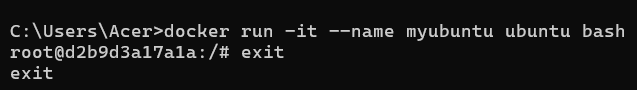 C:\Users\Acer>docker run -it --name myubuntu ubuntu bash
root@d2b9d3a17a1a:/# exit
exit